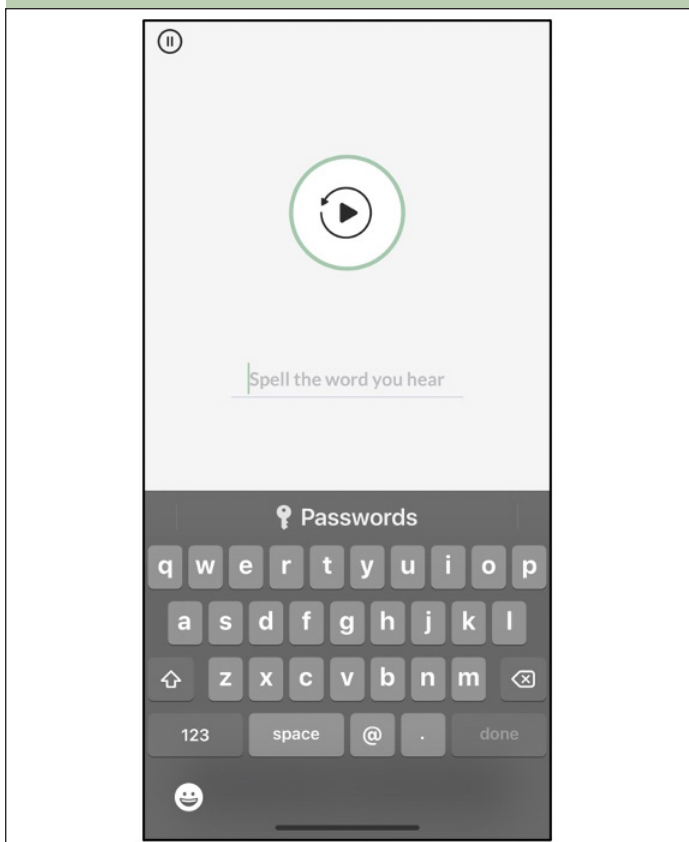 Spell the word you hear
Passwords
q w e r t y u i o p
a s d f g h j k l
z x c v b n m
123 space @ . done